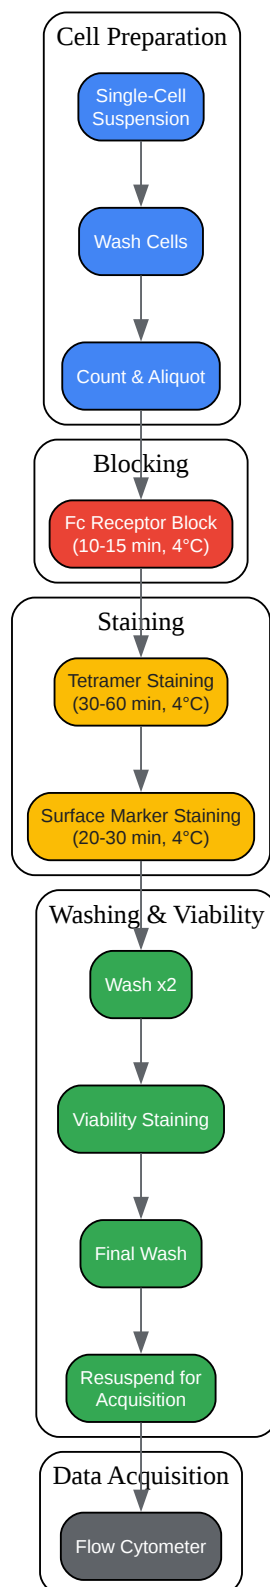 Cell Preparation
Single-Cell
Suspension
Wash Cells
Count & Aliquot
Blocking
Fc Receptor Block
(10-15 min, 4°C)
Staining
Tetramer Staining
(30-60 min, 4°C)
Surface Marker Staining
(20-30 min, 4°C)
Washing & Viability
Wash x2
Viability Staining
Final Wash
Resuspend for
Acquisition
Data Acquisition
Flow Cytometer